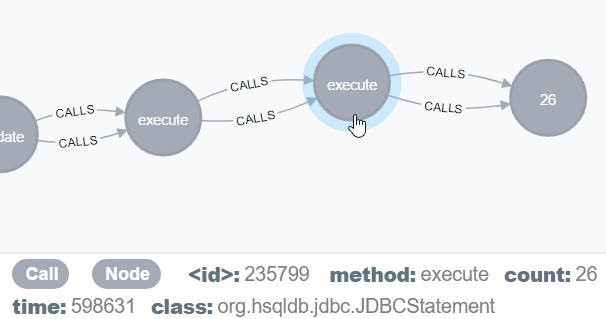 CALLS
CALLS
date
CALLS
CALLS
execute
CALLS
CALLS
execute
26
Call Node <id>: 235799 method: execute count: 26
time: 598631 class: org.hsqldb.jdbc.JDBCStatement